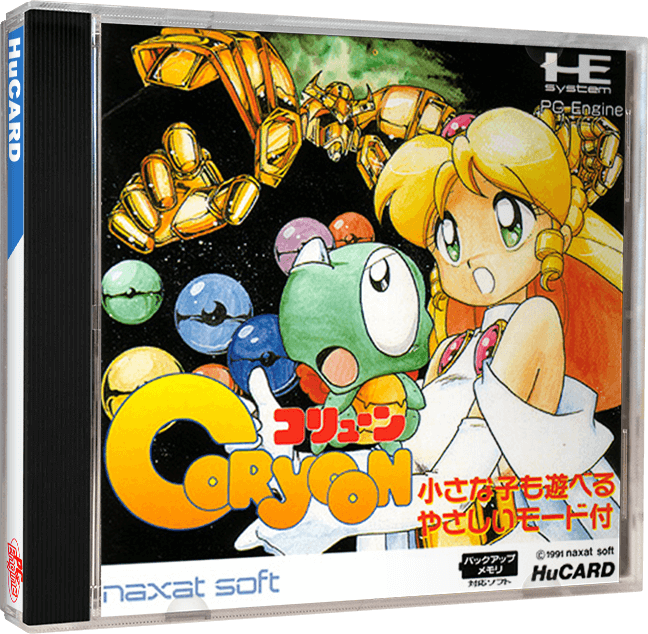 HuCARD
HE
system
PC Engine
コリューン
CORYOON
小さな子も遊べる
やさしいモード付
バックアップ
メモリ
対応ソフト
©1991 naxat soft
HuCARD
naxat soft